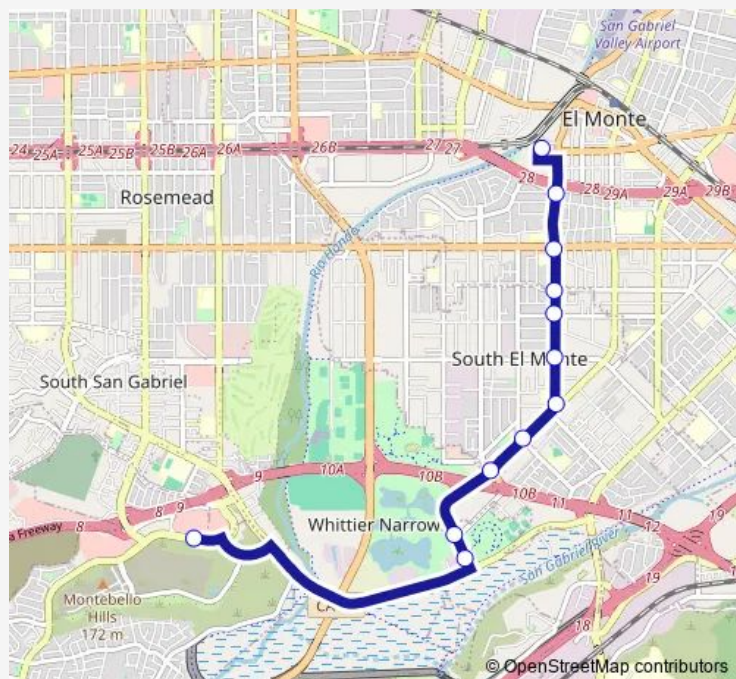 San Gabriel
Valley Airport
El Monte
24
25A
25B
25B
26A
26A
26B
27
27
28
28
29A
29A
29B
Rosemead
Rio Hondo
South El Monte
South San Gabriel
9
10A
10B
8
9
8
10B
11
11
12
19
a Freeway
Whittier Narrow
San Gabriel River
19
Montebello
Hills
172 m
CA
18
© OpenStreetMap contributors